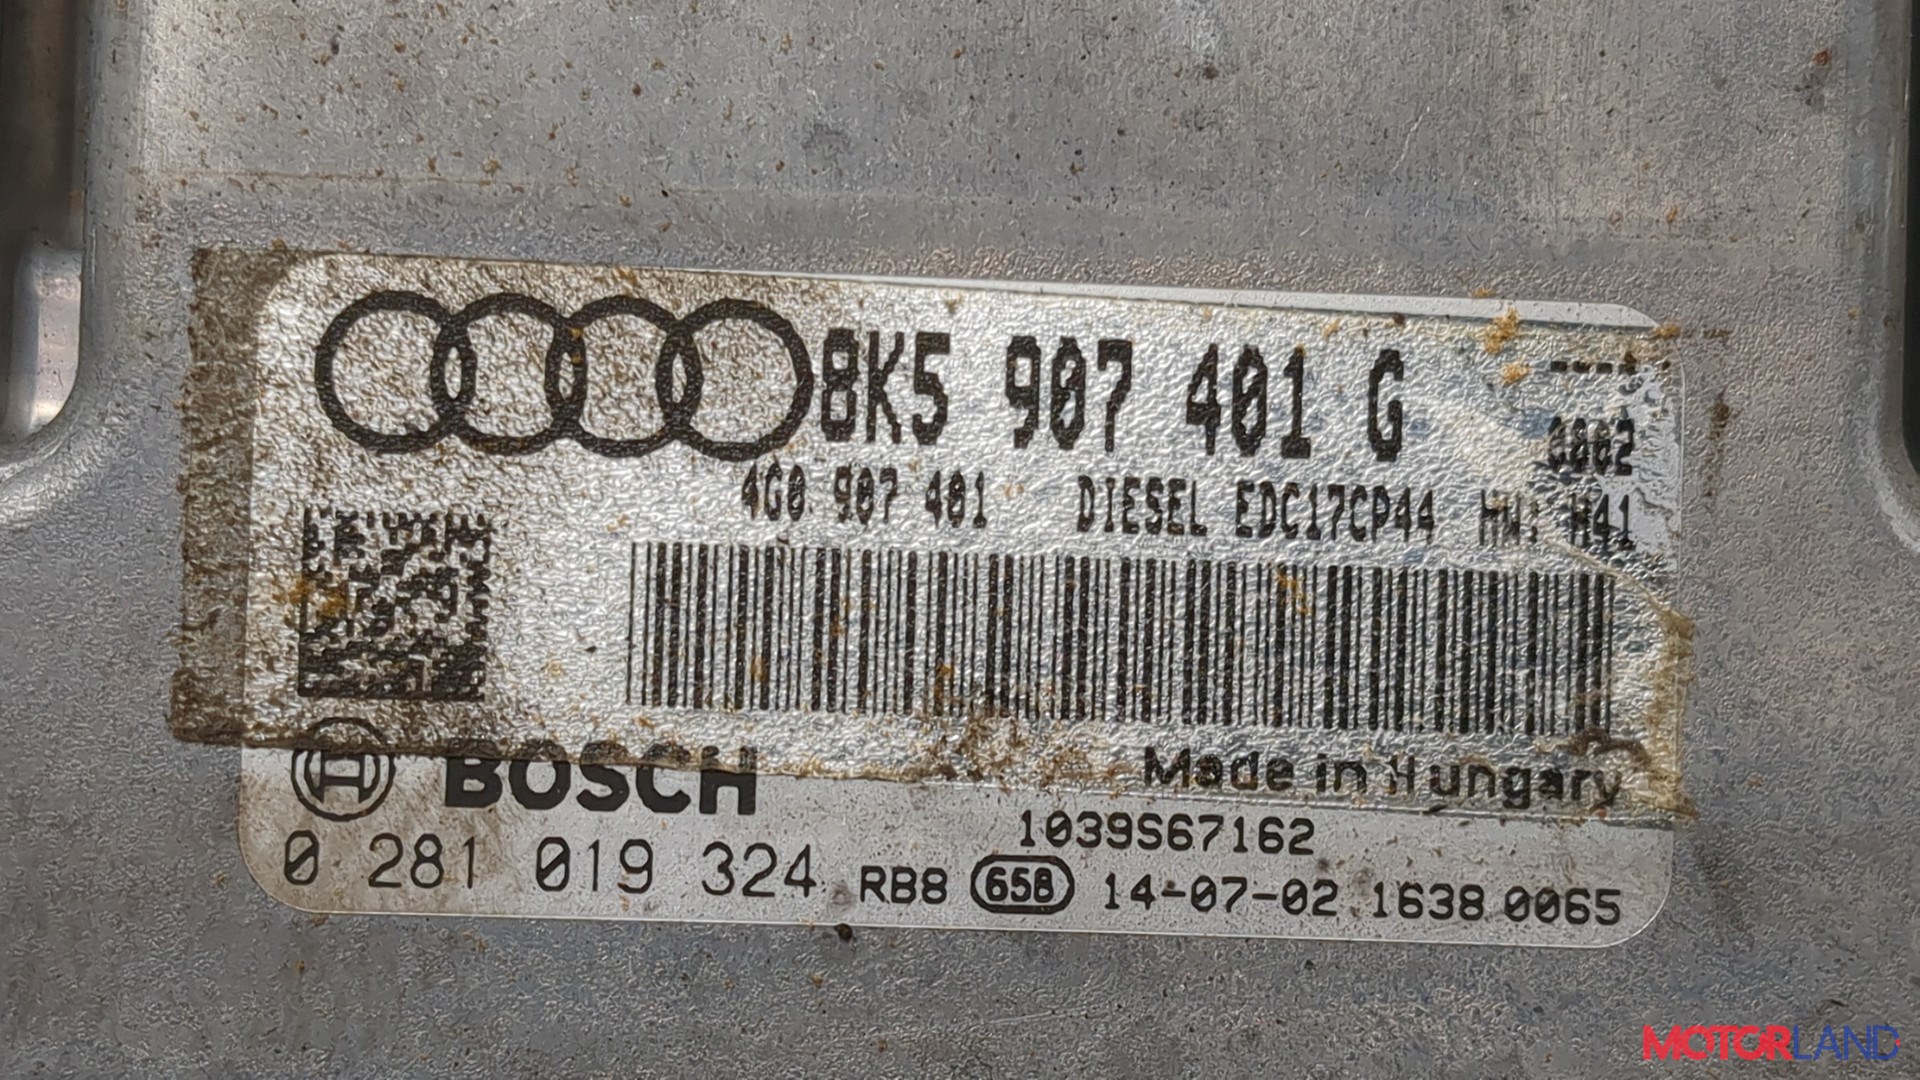 8K5 907 401 G
----
0002
4G0 907 401 DIESEL EDC17CP44 HW: H41
BOSCH
Made in Hungary
1039S67162
0 281 019 324 RB8 658 14-07-02 1638 0065
MOTORLAND